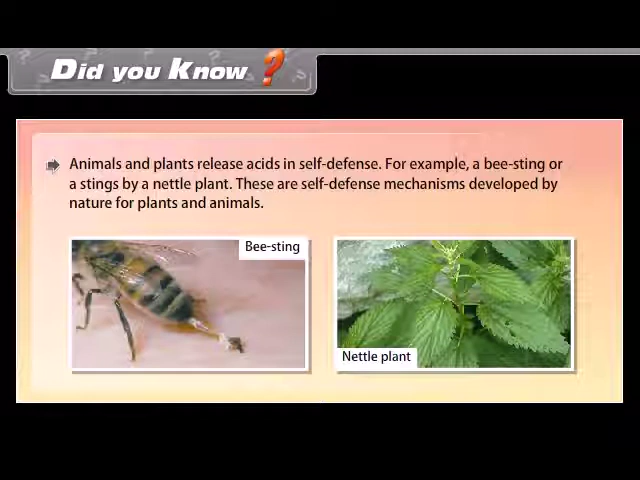 Did you Know ?
Animals and plants release acids in self-defense. For example, a bee-sting or
a stings by a nettle plant. These are self-defense mechanisms developed by
nature for plants and animals.
Bee-sting
Nettle plant